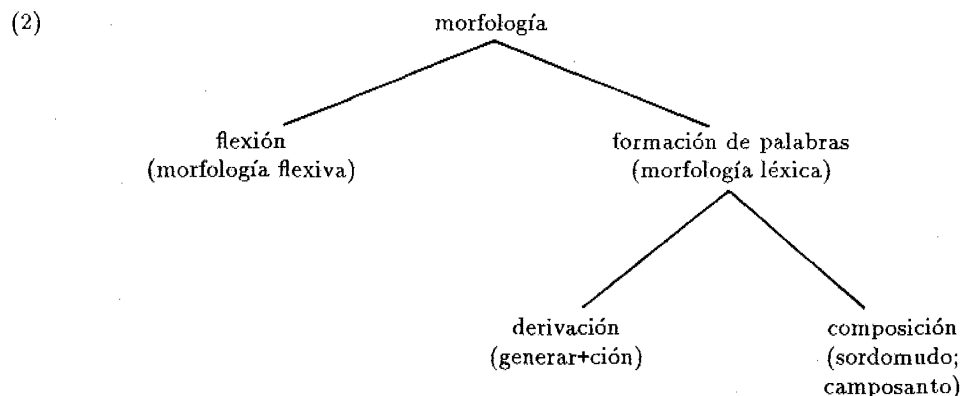 (2)
morfología
flexión
(morfología flexiva)
formación de palabras
(morfología léxica)
derivación
(generar+ción)
composición
(sordomudo;
camposanto)